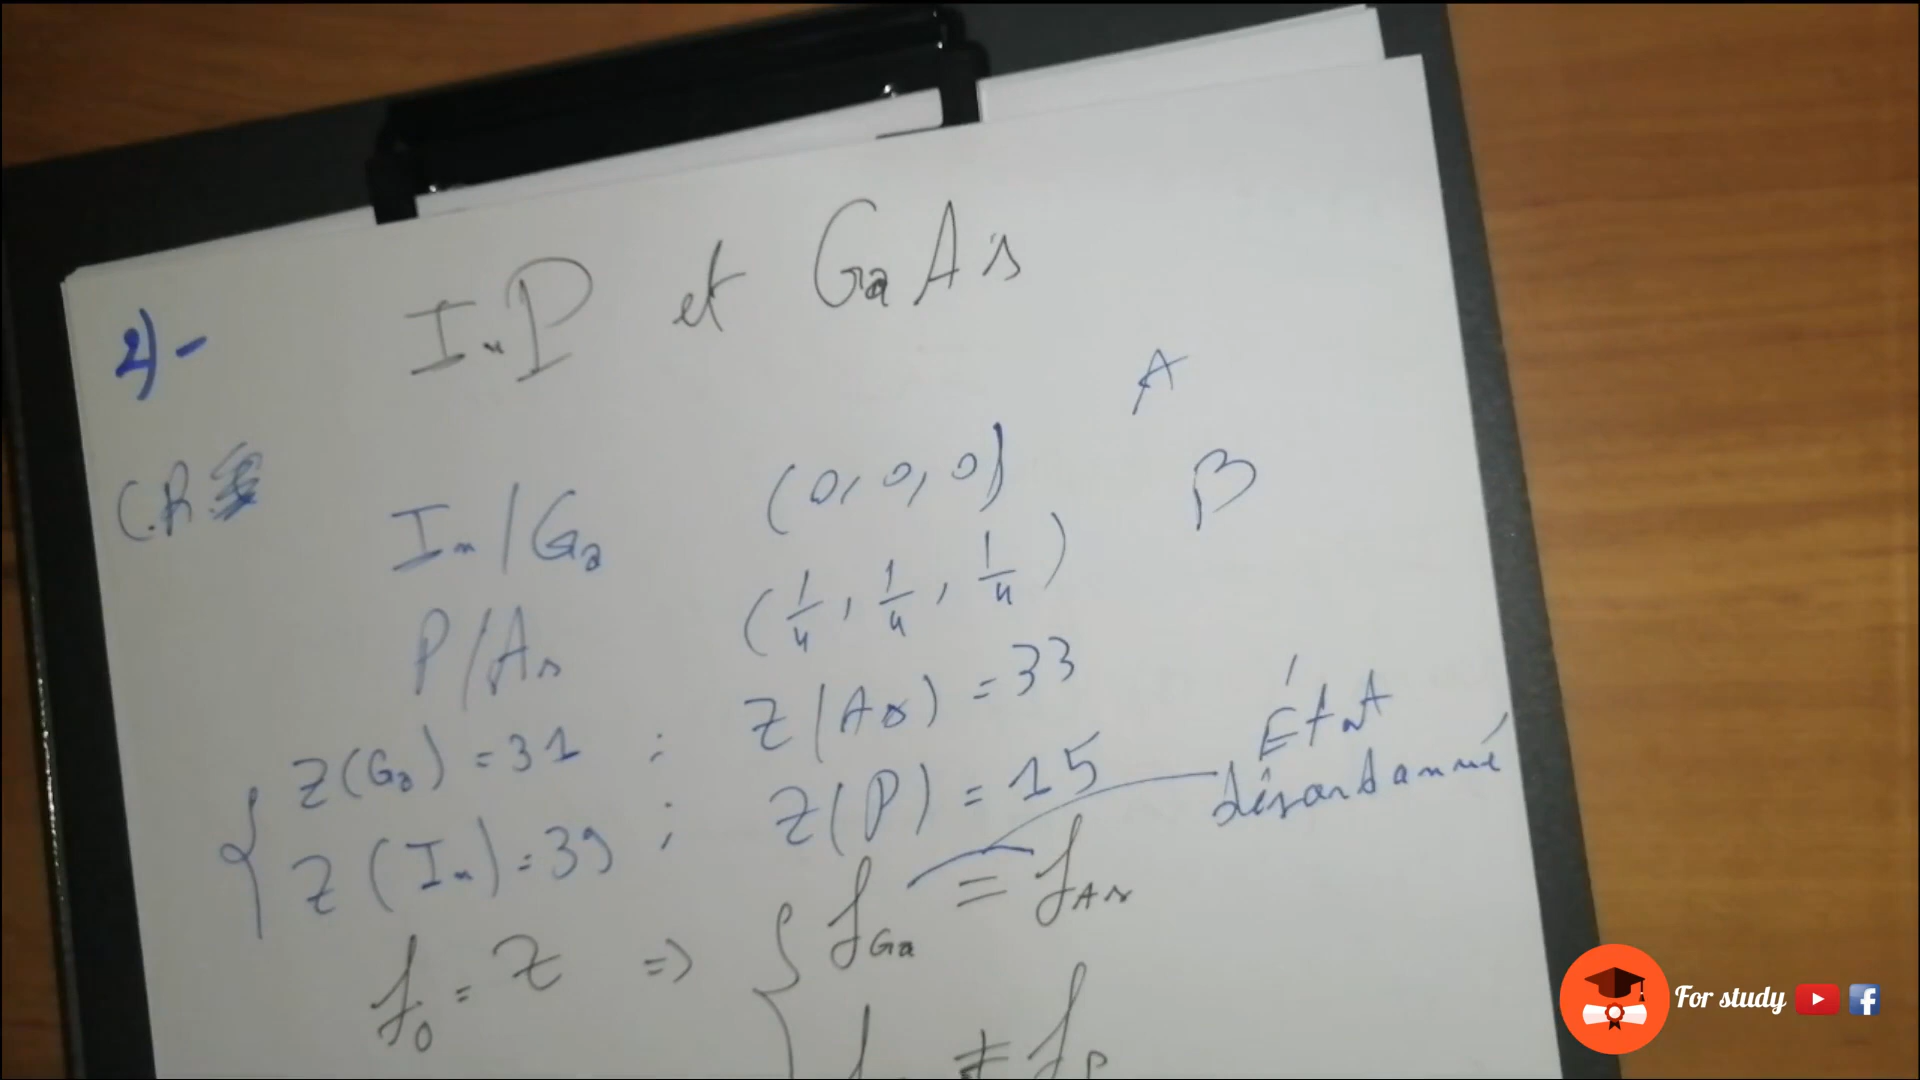 2)- InP et GaAs
C.R In/Ga (0, 0, 0) A
P/As (1/4, 1/4, 1/4) B
Z(Ga) = 31 ; Z(As) = 33
Z(In) = 39 ; Z(P) = 15
État
désordonné
f0 = Z => { fGa = fAs
≠ fP
For study